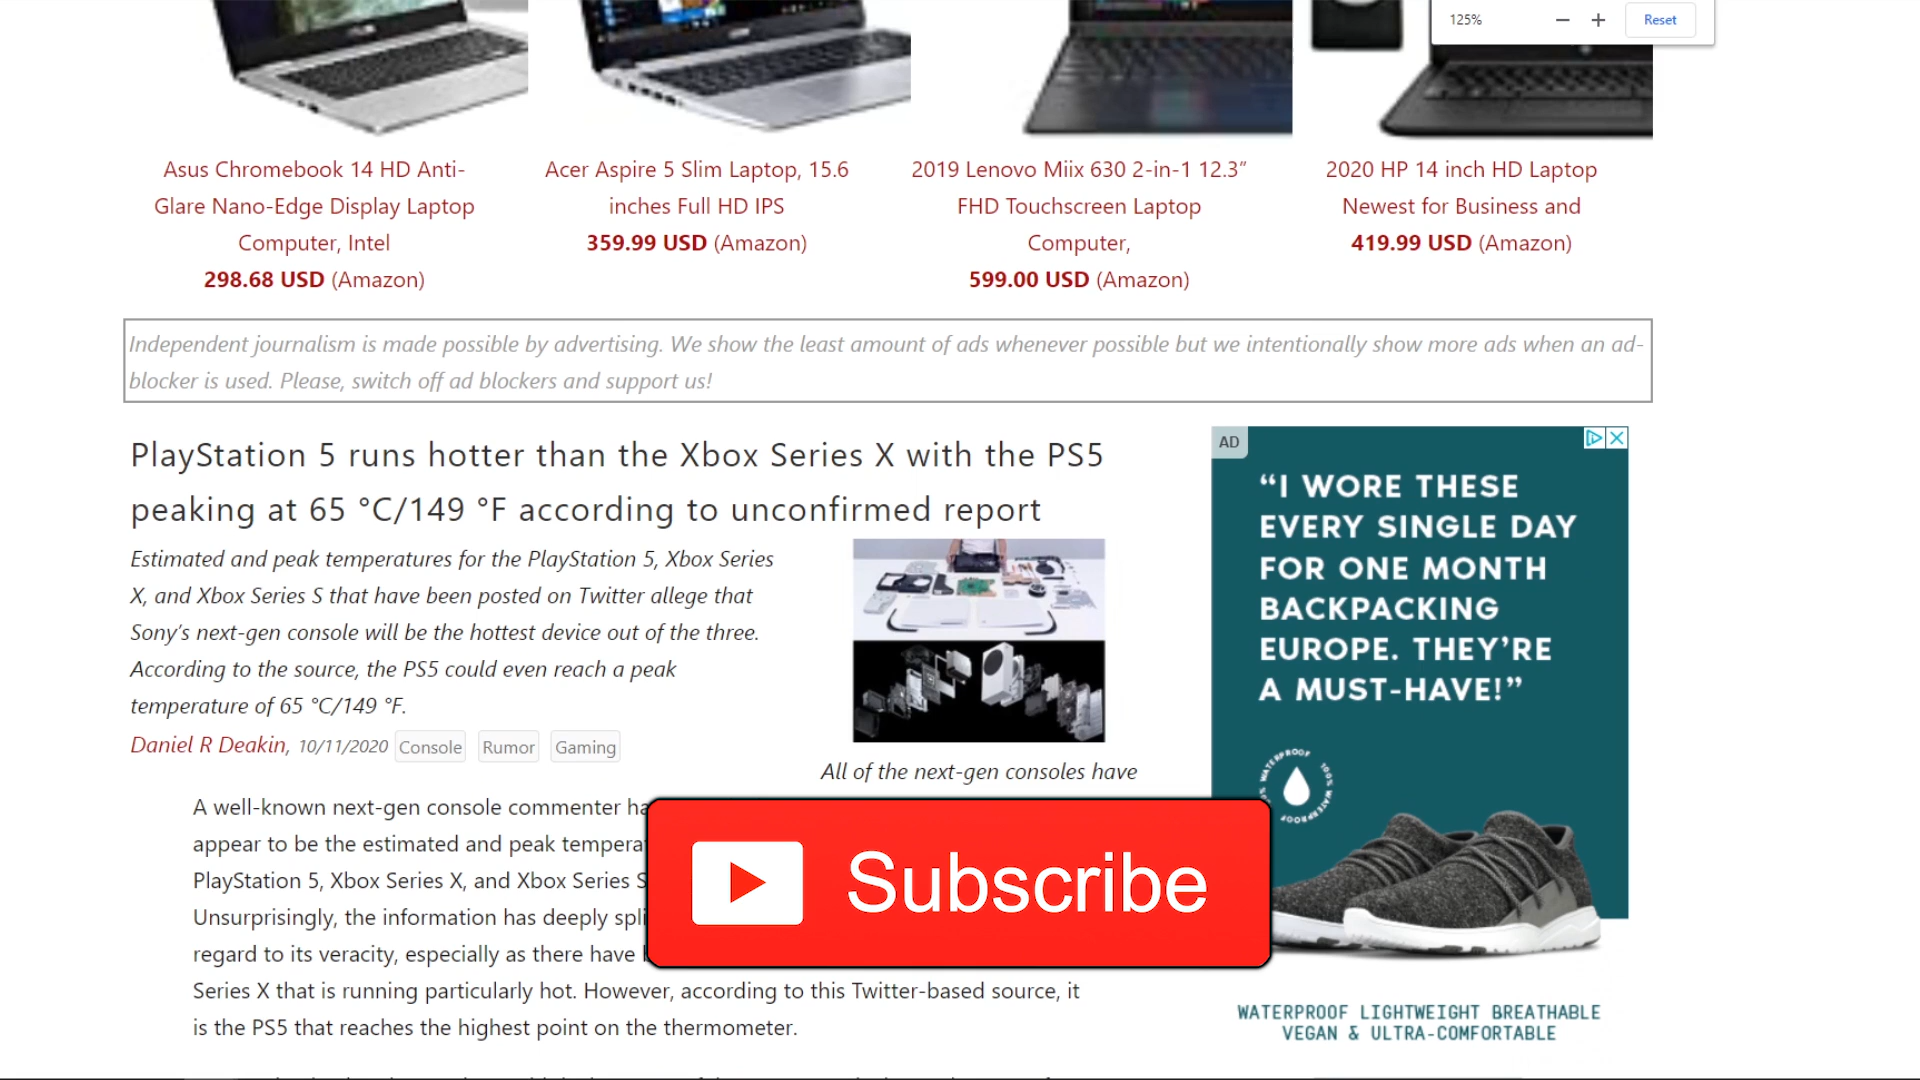 125%
Reset
Asus Chromebook 14 HD Anti-
Glare Nano-Edge Display Laptop
Computer, Intel
298.68 USD (Amazon)
Acer Aspire 5 Slim Laptop, 15.6
inches Full HD IPS
359.99 USD (Amazon)
2019 Lenovo Miix 630 2-in-1 12.3”
FHD Touchscreen Laptop
Computer,
599.00 USD (Amazon)
2020 HP 14 inch HD Laptop
Newest for Business and
419.99 USD (Amazon)
Independent journalism is made possible by advertising. We show the least amount of ads whenever possible but we intentionally show more ads when an ad-
blocker is used. Please, switch off ad blockers and support us!
PlayStation 5 runs hotter than the Xbox Series X with the PS5
peaking at 65 °C/149 °F according to unconfirmed report
Estimated and peak temperatures for the PlayStation 5, Xbox Series
X, and Xbox Series S that have been posted on Twitter allege that
Sony’s next-gen console will be the hottest device out of the three.
According to the source, the PS5 could even reach a peak
temperature of 65 °C/149 °F.
Daniel R Deakin, 10/11/2020 Console Rumor Gaming
All of the next-gen consoles have
A well-known next-gen console commenter
appear to be the estimated and peak
PlayStation 5, Xbox Series X, and Xbox Series S
Unsurprisingly, the information has deeply
regard to its veracity, especially as there have
Series X that is running particularly hot. However, according to this Twitter-based source, it
is the PS5 that reaches the highest point on the thermometer.
Subscribe
AD
“I WORE THESE
EVERY SINGLE DAY
FOR ONE MONTH
BACKPACKING
EUROPE. THEY’RE
A MUST-HAVE!”
WATERPROOF 100% WATERPROOF
WATERPROOF LIGHTWEIGHT BREATHABLE
VEGAN & ULTRA-COMFORTABLE